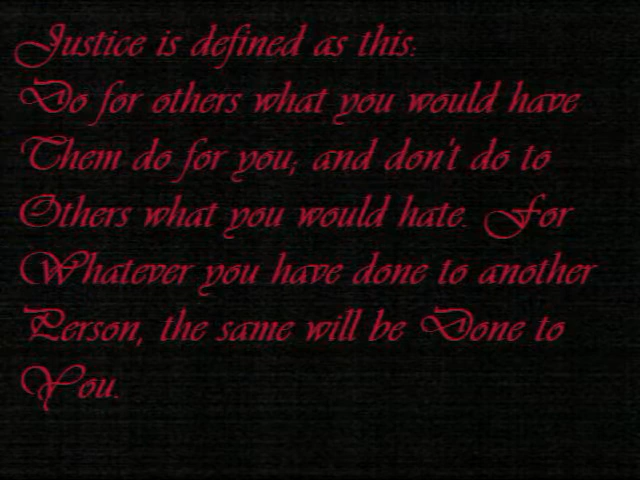 Justice is defined as this:
Do for others what you would have
Them do for you; and don't do to
Others what you would hate. For
Whatever you have done to another
Person, the same will be Done to
You.